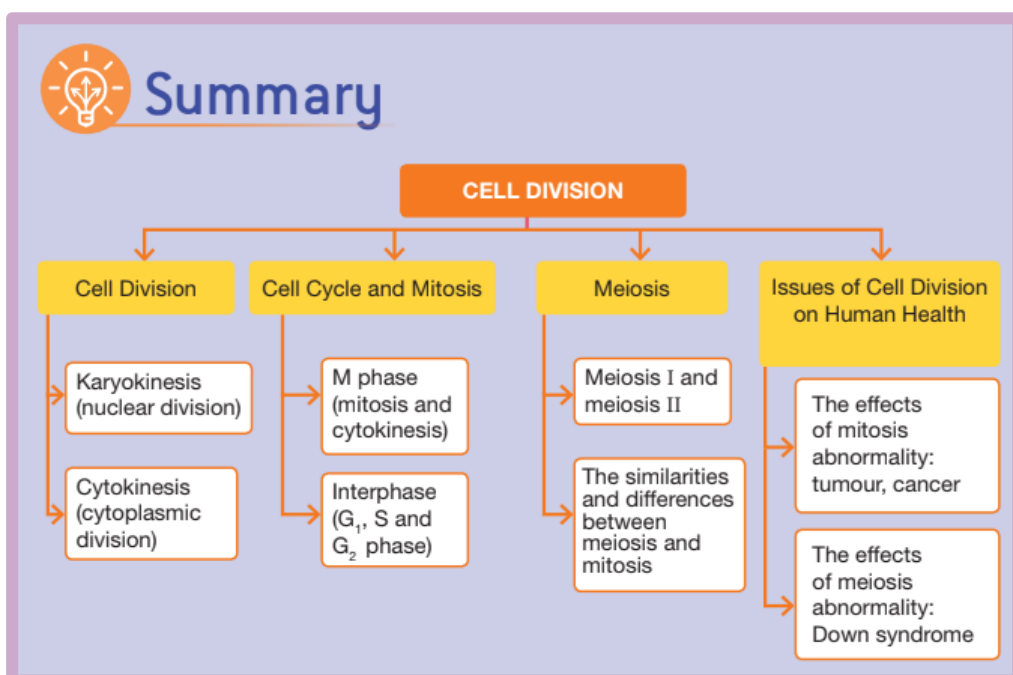 Summary
CELL DIVISION
Cell Division
Karyokinesis
(nuclear division)
Cytokinesis
(cytoplasmic
division)
Cell Cycle and Mitosis
M phase
(mitosis and
cytokinesis)
Interphase
(G₁, S and
G₂ phase)
Meiosis
Meiosis I and
meiosis II
The similarities
and differences
between
meiosis and
mitosis
Issues of Cell Division
on Human Health
The effects
of mitosis
abnormality:
tumour, cancer
The effects
of meiosis
abnormality:
Down syndrome